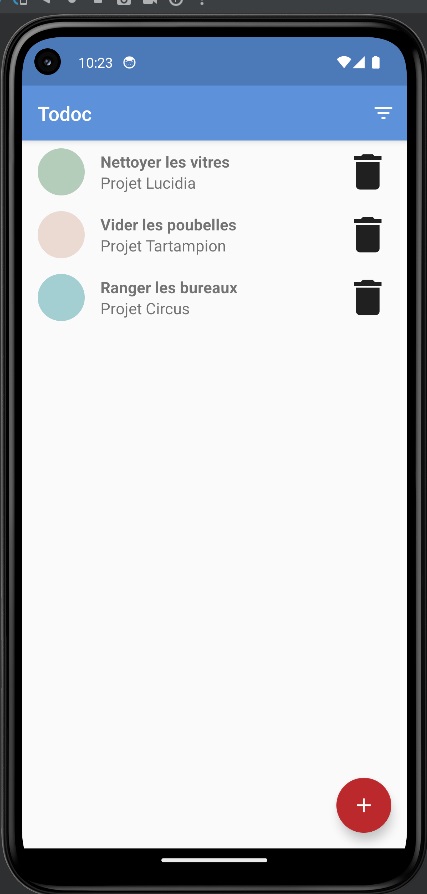 10:23
Todoc
Nettoyer les vitres
Projet Lucidia
Vider les poubelles
Projet Tartampion
Ranger les bureaux
Projet Circus
+